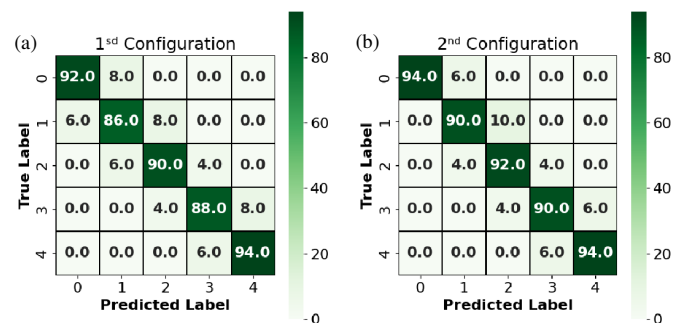 (a) 1sd Configuration
True Label
0 92.0 8.0 0.0 0.0 0.0
1 6.0 86.0 8.0 0.0 0.0
2 0.0 6.0 90.0 4.0 0.0
3 0.0 0.0 4.0 88.0 8.0
4 0.0 0.0 0.0 6.0 94.0
0 1 2 3 4
Predicted Label
80
60
40
20
0
(b) 2nd Configuration
True Label
0 94.0 6.0 0.0 0.0 0.0
1 0.0 90.0 10.0 0.0 0.0
2 0.0 4.0 92.0 4.0 0.0
3 0.0 0.0 4.0 90.0 6.0
4 0.0 0.0 0.0 6.0 94.0
0 1 2 3 4
Predicted Label
80
60
40
20
0